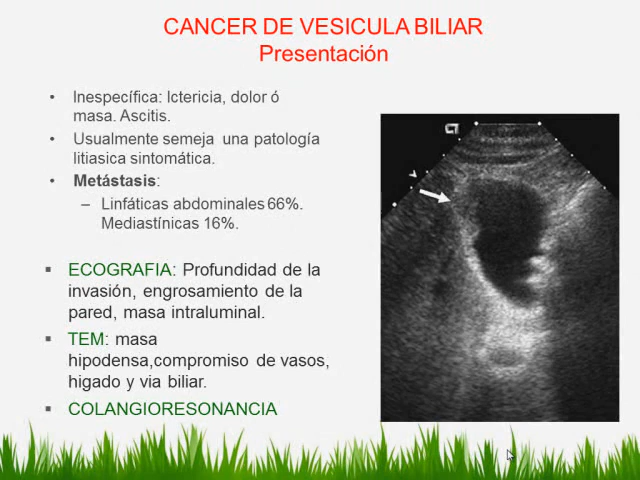 CANCER DE VESICULA BILIAR
Presentación
• Inespecífica: Ictericia, dolor ó
masa. Ascitis.
• Usualmente semeja una patología
litiasica sintomática.
• Metástasis:
– Linfáticas abdominales 66%.
Mediastínicas 16%.
▪ ECOGRAFIA: Profundidad de la
invasión, engrosamiento de la
pared, masa intraluminal.
▪ TEM: masa
hipodensa,compromiso de vasos,
higado y via biliar.
▪ COLANGIORESONANCIA